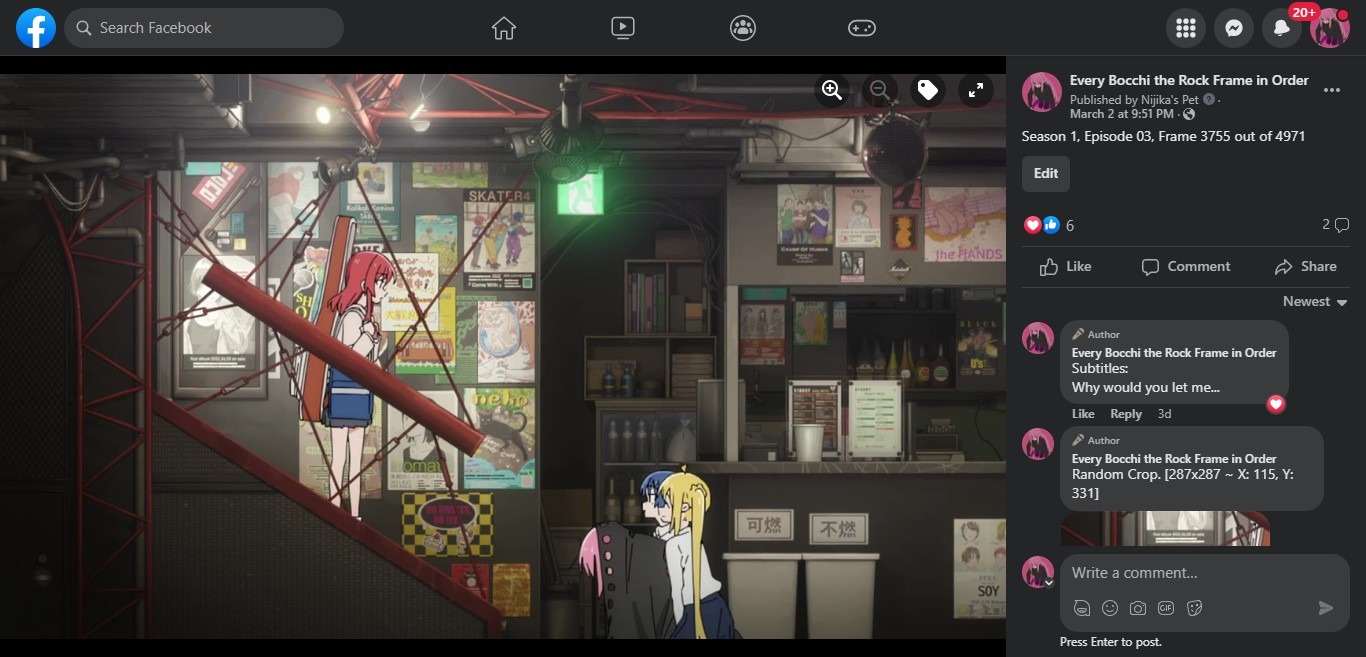 Search Facebook
20+
Every Bocchi the Rock Frame in Order
Published by Nijika's Pet ·
March 2 at 9:51 PM ·
Season 1, Episode 03, Frame 3755 out of 4971
Edit
6
2
Like
Comment
Share
Newest
Author
Every Bocchi the Rock Frame in Order
Subtitles:
Why would you let me...
Like Reply 3d
Author
Every Bocchi the Rock Frame in Order
Random Crop. [287x287 ~ X: 115, Y:
331]
Write a comment...
GIF
Press Enter to post.
LOCO
SKATER4
the HANDS
可燃
不燃
SOY